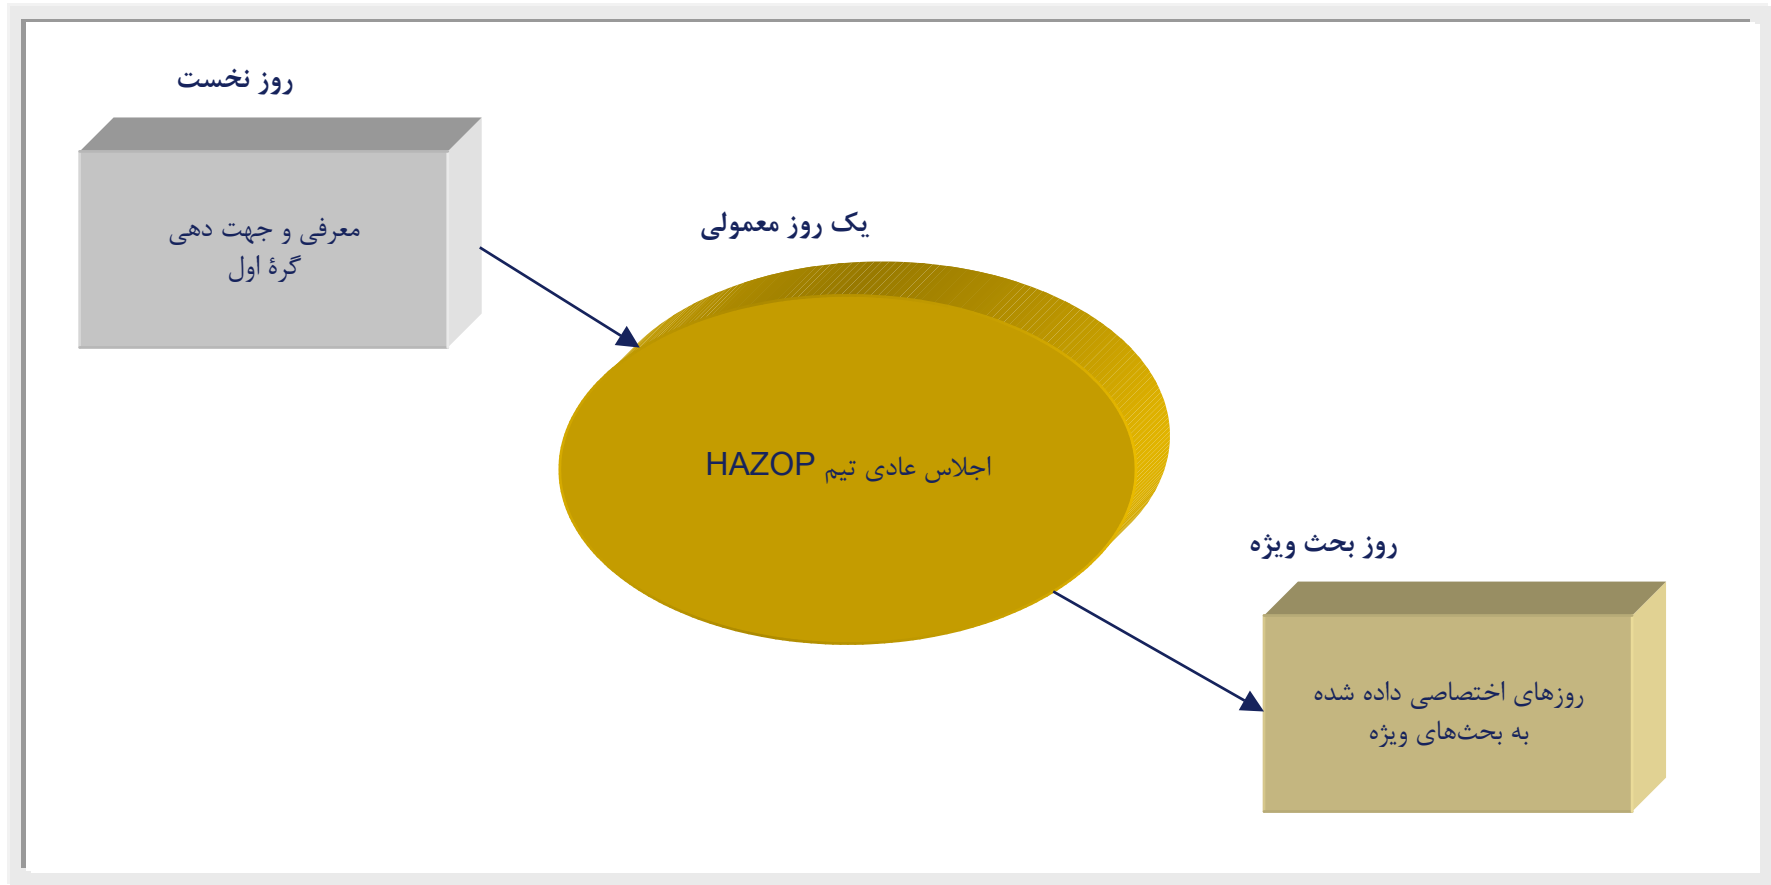 روز نخست
معرفی و جهت دهی
گرهٔ اول
یک روز معمولی
اجلاس عادی تیم HAZOP
روز بحث ویژه
روزهای اختصاصی داده شده
به بحث‌های ویژه